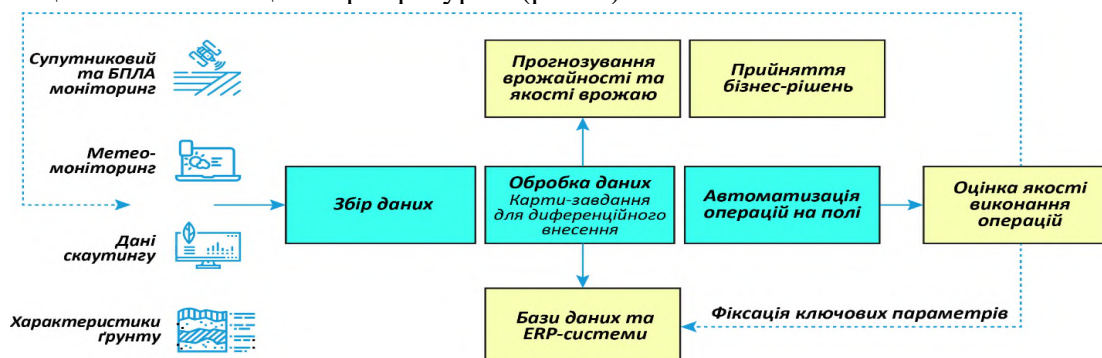 Супутниковий
та БПЛА
моніторинг
Метео-
моніторинг
Дані
скаутингу
Характеристики
ґрунту
Збір даних
Прогнозування
врожайності та
якості врожаю
Прийняття
бізнес-рішень
Обробка даних
Карти-завдання
для диференційного
внесення
Автоматизація
операцій на полі
Оцінка якості
виконання
операцій
Бази даних та
ERP-системи
Фіксація ключових параметрів